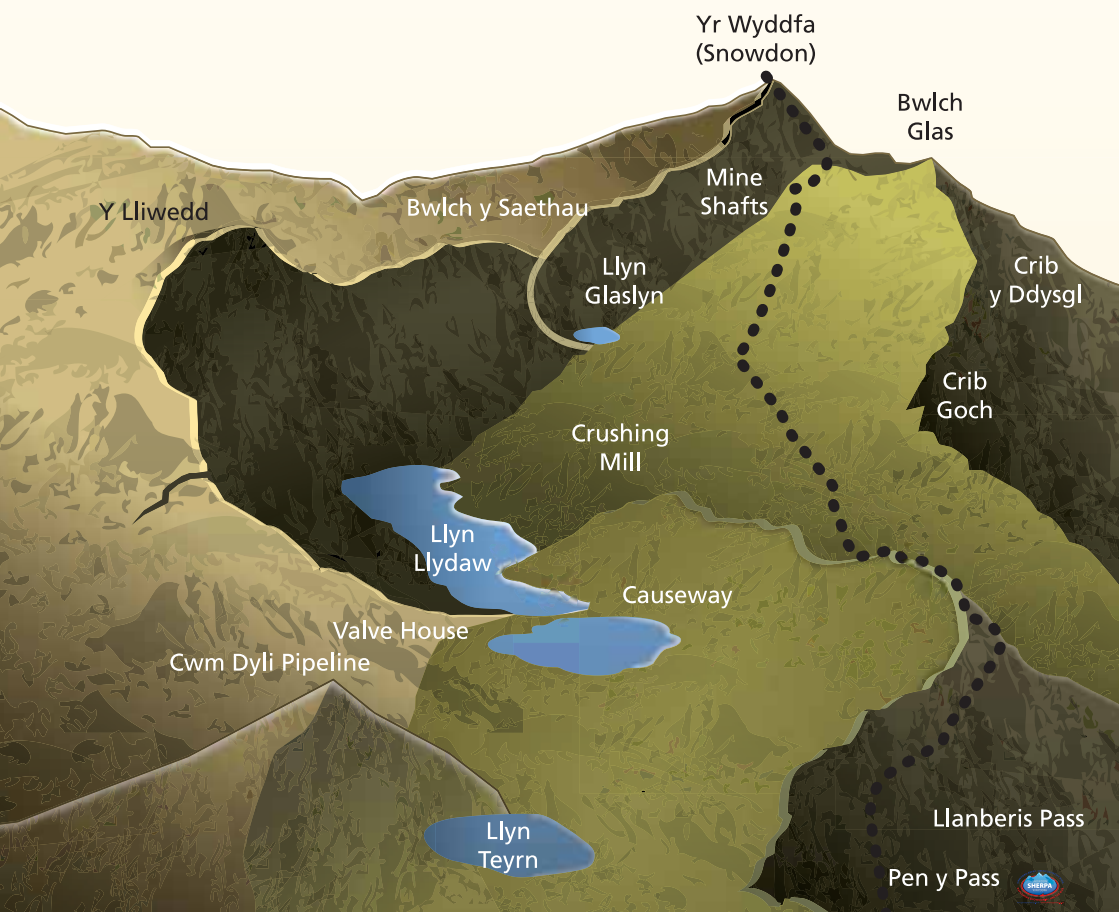 Yr Wyddfa
(Snowdon)
Bwlch
Glas
Mine
Shafts
Y Lliwedd
Bwlch y Saethau
Llyn
Glaslyn
Crib
y Ddysgl
Crib
Goch
Crushing
Mill
Llyn
Llydaw
Causeway
Valve House
Cwm Dyli Pipeline
Llanberis Pass
Llyn
Teyrn
Pen y Pass
SHERPA